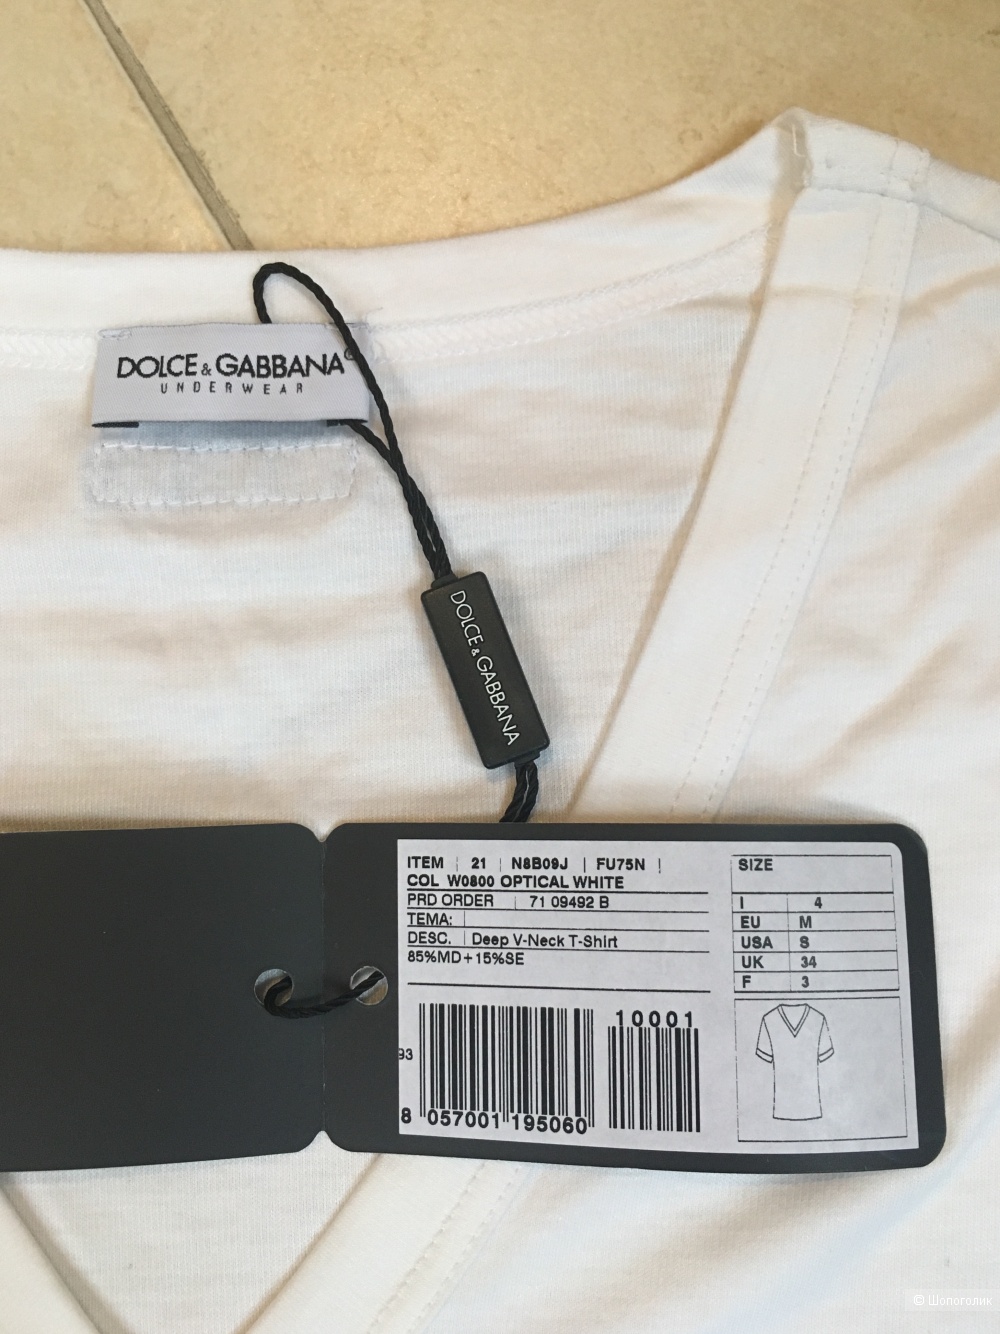 DOLCE & GABBANA®
UNDERWEAR
DOLCE & GABBANA
ITEM | 21 | N8B09J | FU75N |
COL W0800 OPTICAL WHITE
PRD ORDER | 71 09492 B
TEMA: |
DESC. | Deep V-Neck T-Shirt
85%MD+15%SE
SIZE
I 4
EU M
USA S
UK 34
F 3
10001
93
8 057001 195060
© Шопоголик